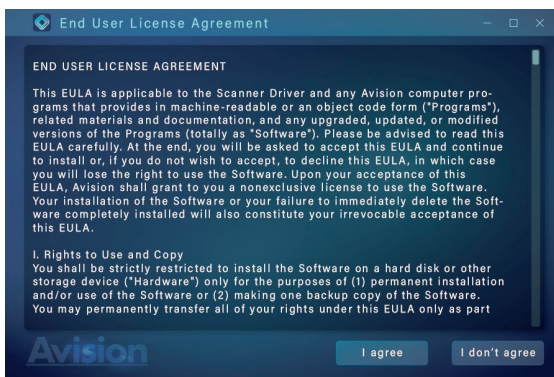 End User License Agreement
END USER LICENSE AGREEMENT
This EULA is applicable to the Scanner Driver and any Avision computer pro-
grams that provides in machine-readable or an object code form ("Programs"),
related materials and documentation, and any upgraded, updated, or modified
versions of the Programs (totally as "Software"). Please be advised to read this
EULA carefully. At the end, you will be asked to accept this EULA and continue
to install or, if you do not wish to accept, to decline this EULA, in which case
you will lose the right to use the Software. Upon your acceptance of this
EULA, Avision shall grant to you a nonexclusive license to use the Software.
Your installation of the Software or your failure to immediately delete the Soft-
ware completely installed will also constitute your irrevocable acceptance of
this EULA.
I. Rights to Use and Copy
You shall be strictly restricted to install the Software on a hard disk or other
storage device ("Hardware") only for the purposes of (1) permanent installation
and/or use of the Software or (2) making one backup copy of the Software.
You may permanently transfer all of your rights under this EULA only as part
Avision
I agree
I don't agree